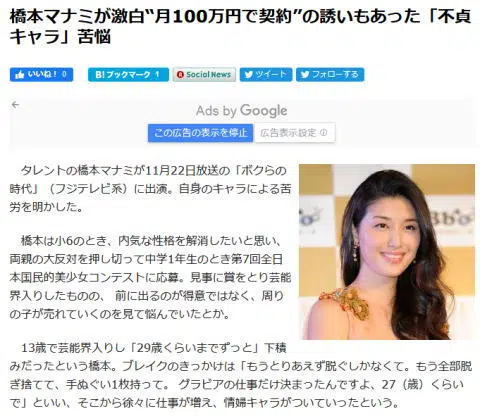 橋本マナミが激白“月100万円で契約”の誘いもあった「不貞
キャラ」苦悩
いいね! 0
B!ブックマーク 1
Social News
ツイート
フォローする
Ads by Google
この広告の表示を停止
広告表示設定
タレントの橋本マナミが11月22日放送の「ボクらの
時代」（フジテレビ系）に出演。自身のキャラによる苦
労を明かした。
橋本は小6のとき、内気な性格を解消したいと思い、
両親の大反対を押し切って中学1年生のとき第7回全日
本国民的美少女コンテストに応募。見事に賞をとり芸能
界入りしたものの、 前に出るのが得意ではなく、周り
の子が売れていくのを見て悩んでいたとか。
13歳で芸能界入りし「29歳くらいまでずっと」下積
みだったという橋本。ブレイクのきっかけは「もうとりあえず脱ぐしかなくて。もう全部脱
ぎ捨てて、手ぬぐい1枚持って。 グラビアの仕事だけ決まったんですよ、27（歳）くらい
で」といい、そこから徐々に仕事が増え、情婦キャラがついていったという。